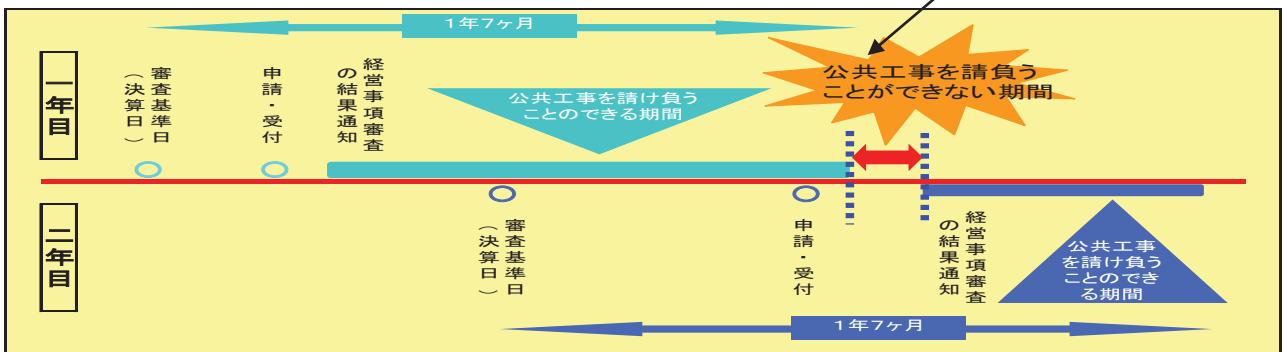 1年7ヶ月
一年目
審査基準日
（決算日）
申請・受付
経営事項審査
の結果通知
公共工事を請け負う
ことのできる期間
公共工事を請負う
ことができない期間
二年目
審査基準日
（決算日）
申請・受付
経営事項審査
の結果通知
公共工事
を請け負う
ことのでき
る期間
1年7ヶ月